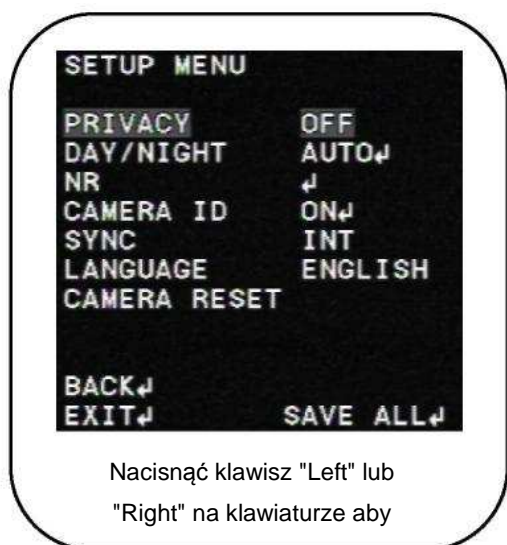 SETUP MENU
PRIVACY OFF
DAY/NIGHT AUTO↲
NR ↲
CAMERA ID ON↲
SYNC INT
LANGUAGE ENGLISH
CAMERA RESET
BACK↲
EXIT↲ SAVE ALL↲
Nacisnąć klawisz "Left" lub
"Right" na klawiaturze aby